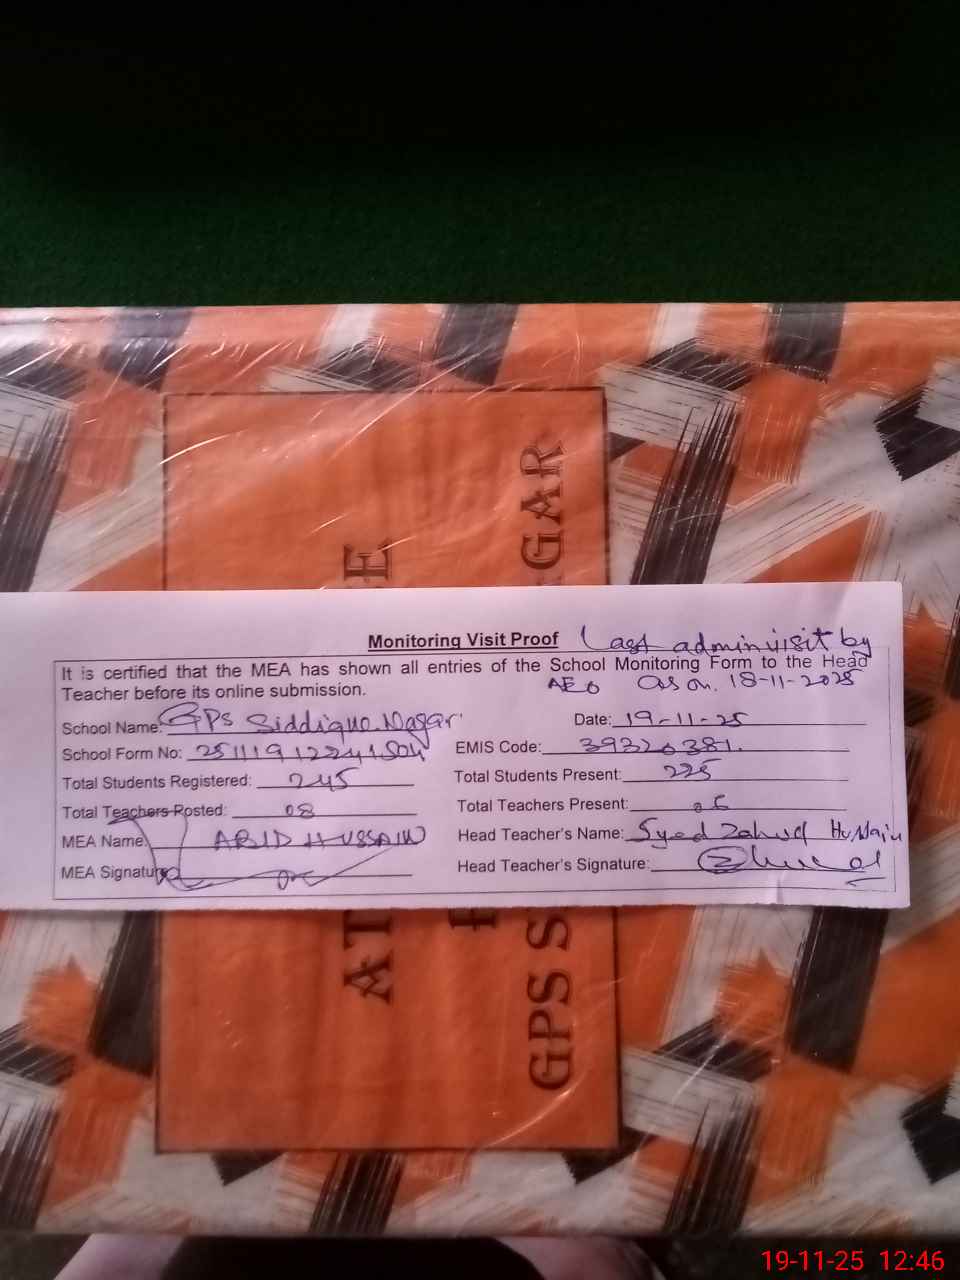 GAR
E
Monitoring Visit Proof Last admin visit by
AEO as on. 18-11-2025
It is certified that the MEA has shown all entries of the School Monitoring Form to the Head
Teacher before its online submission.
School Name: GPS Siddique Nagar Date: 19-11-25
School Form No: EMIS Code: 39320381.
Total Students Registered: 245 Total Students Present: 225
Total Teachers Posted: 08 Total Teachers Present: 06
MEA Name: ABID HUSSAIN Head Teacher's Name: Syed Hussain
MEA Signature Head Teacher's Signature:
AT
GPS S
19-11-25 12:46